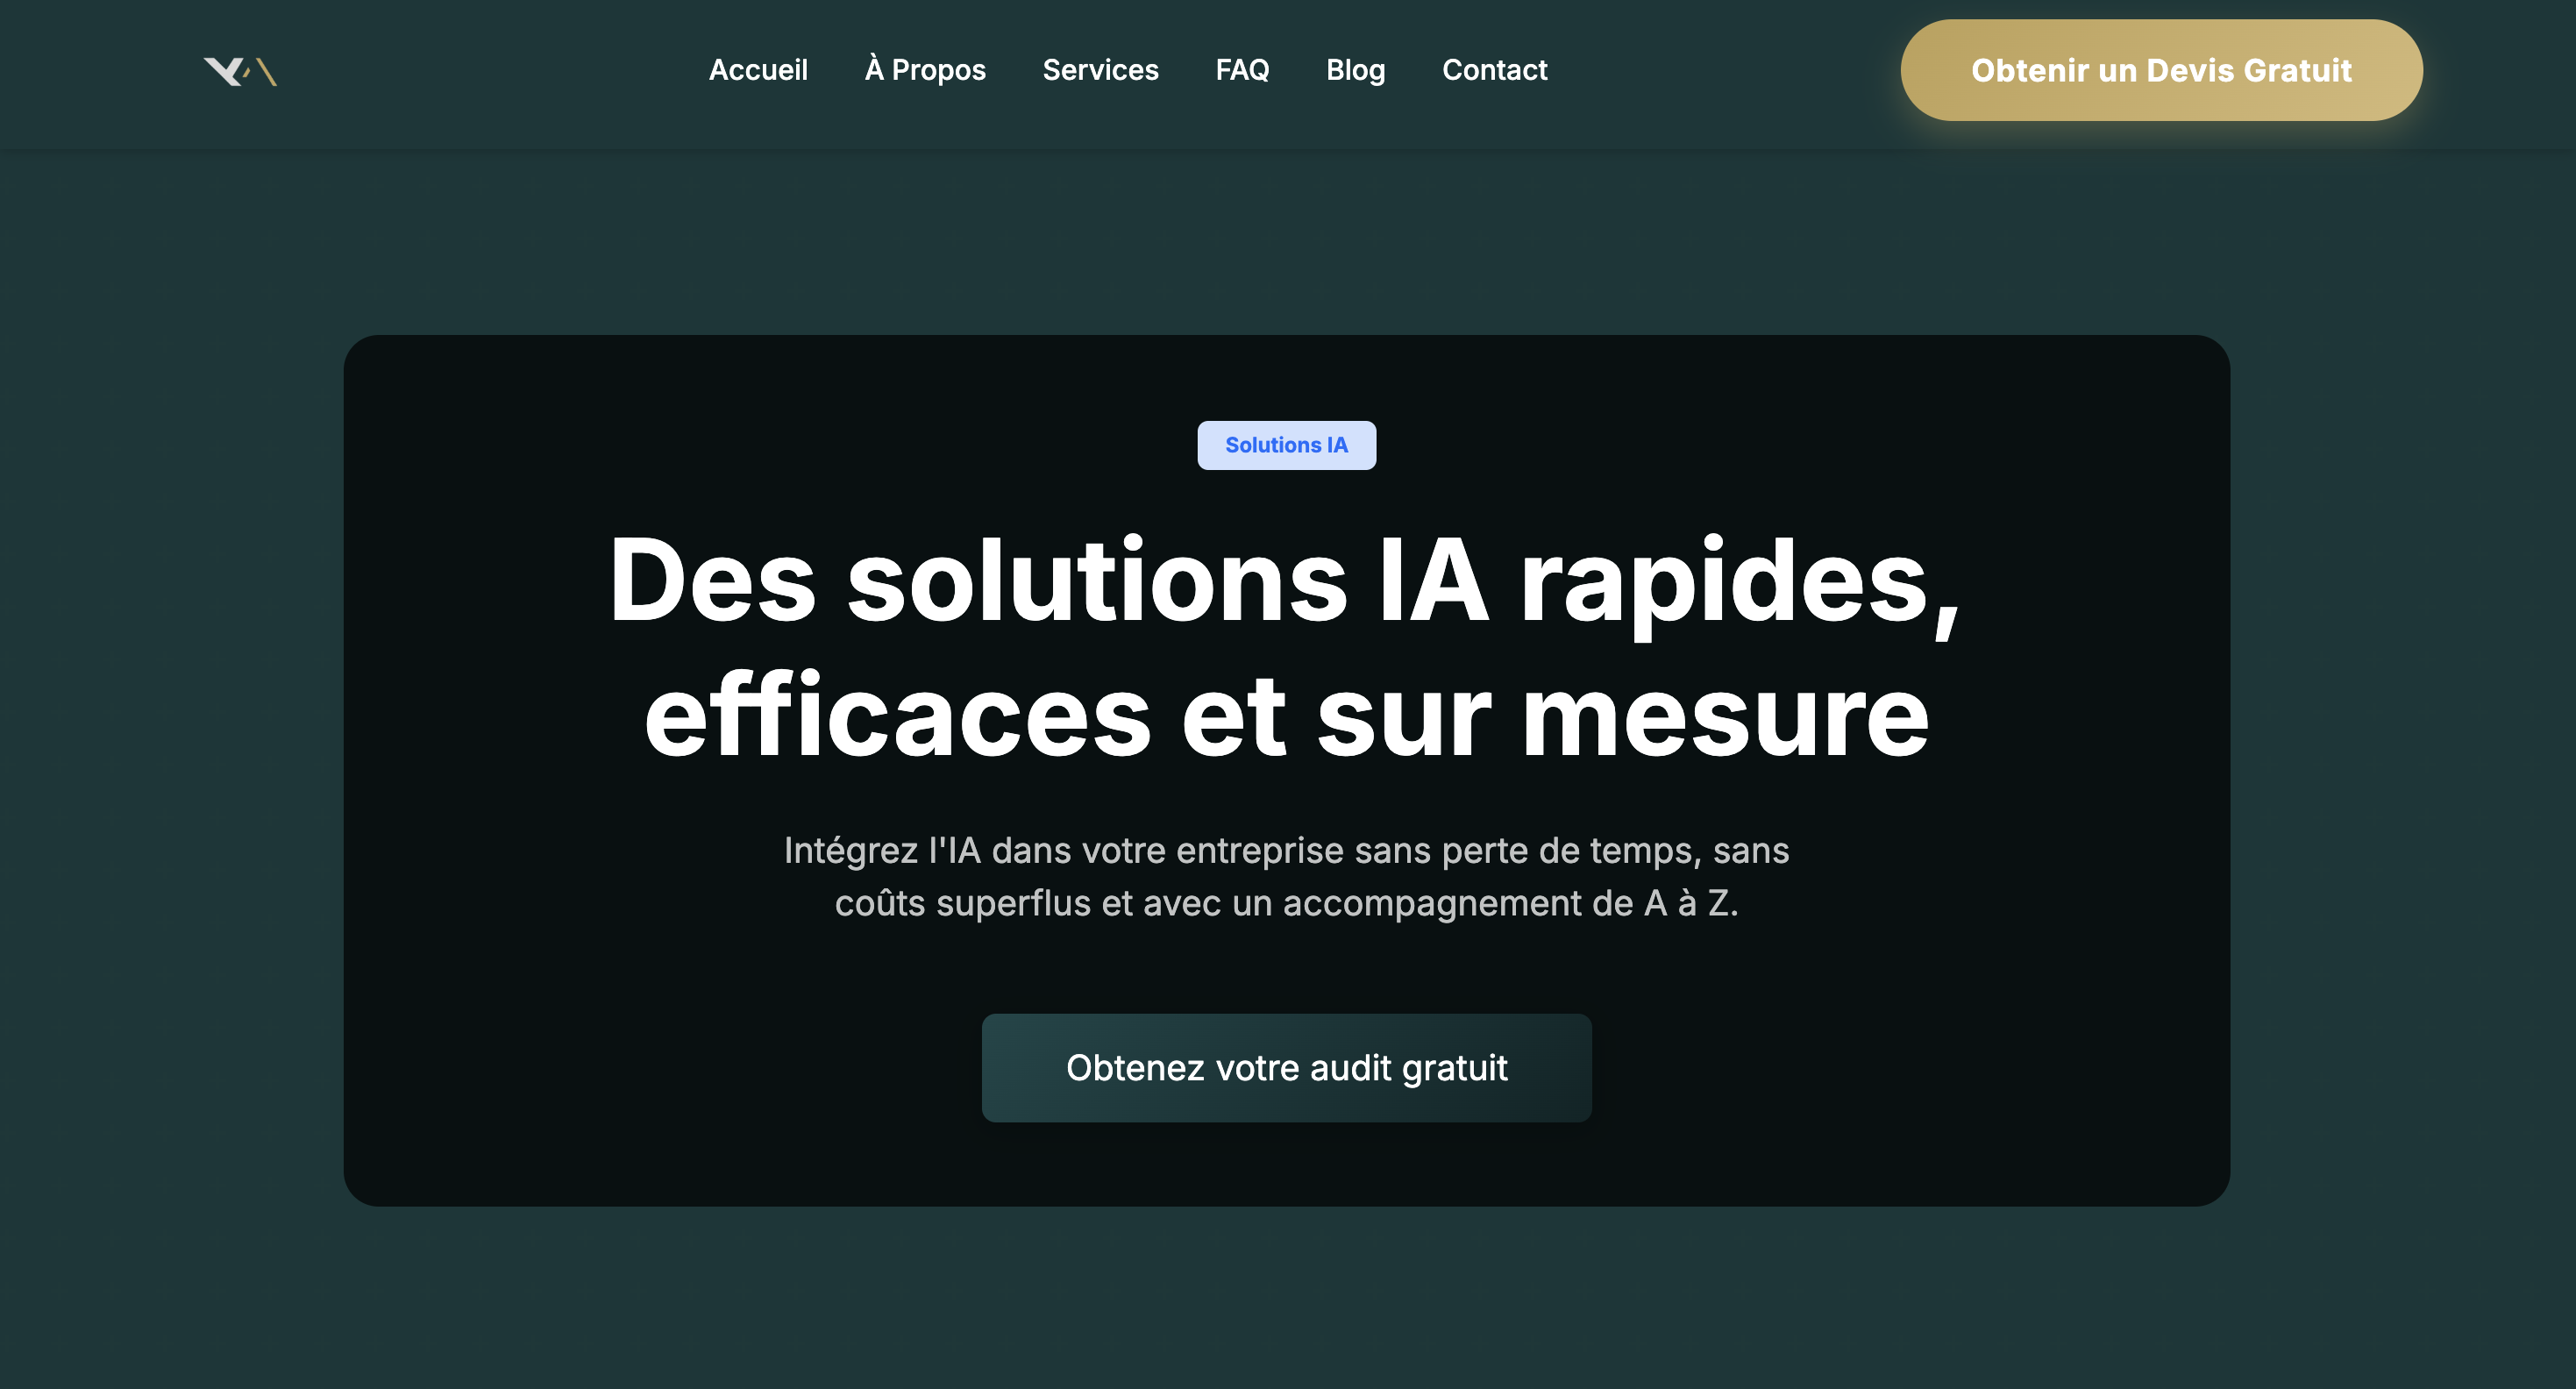 Accueil
À Propos
Services
FAQ
Blog
Contact
Obtenir un Devis Gratuit
Solutions IA
Des solutions IA rapides,
efficaces et sur mesure
Intégrez l'IA dans votre entreprise sans perte de temps, sans
coûts superflus et avec un accompagnement de A à Z.
Obtenez votre audit gratuit